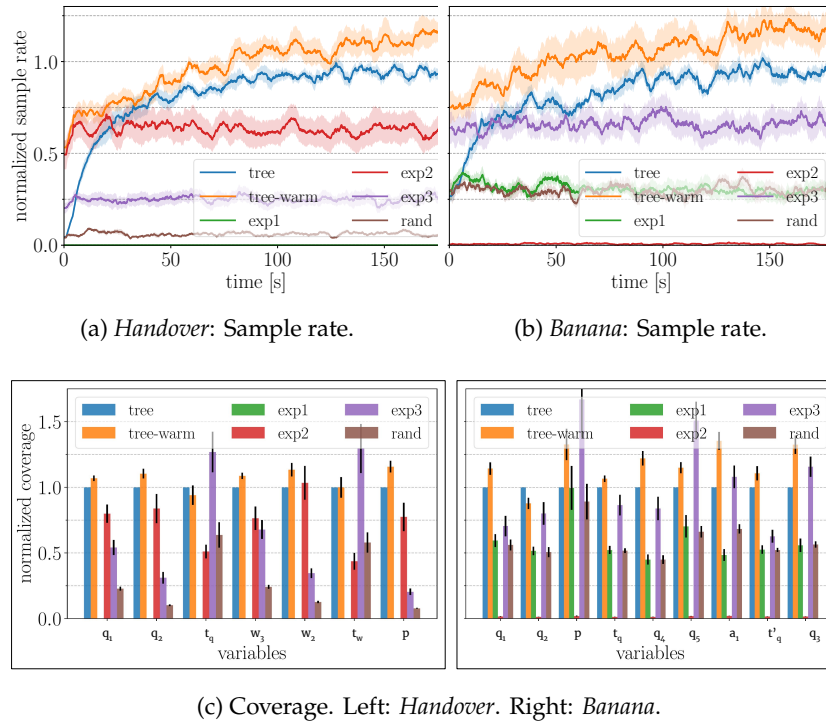 normalized sample rate
1.0
0.5
0.0
tree
tree-warm
exp1
exp2
exp3
rand
0 50 100 150
time [s]
tree
tree-warm
exp1
exp2
exp3
rand
0 50 100 150
time [s]
(a) Handover: Sample rate.
(b) Banana: Sample rate.
normalized coverage
1.5
1.0
0.5
0.0
tree
tree-warm
exp1
exp2
exp3
rand
q₁ q₂ t_q w₃ w₂ t_w p
variables
tree
tree-warm
exp1
exp2
exp3
rand
q₁ q₂ p t_q q₄ q₅ a₁ t'_q q₃
variables
(c) Coverage. Left: Handover. Right: Banana.